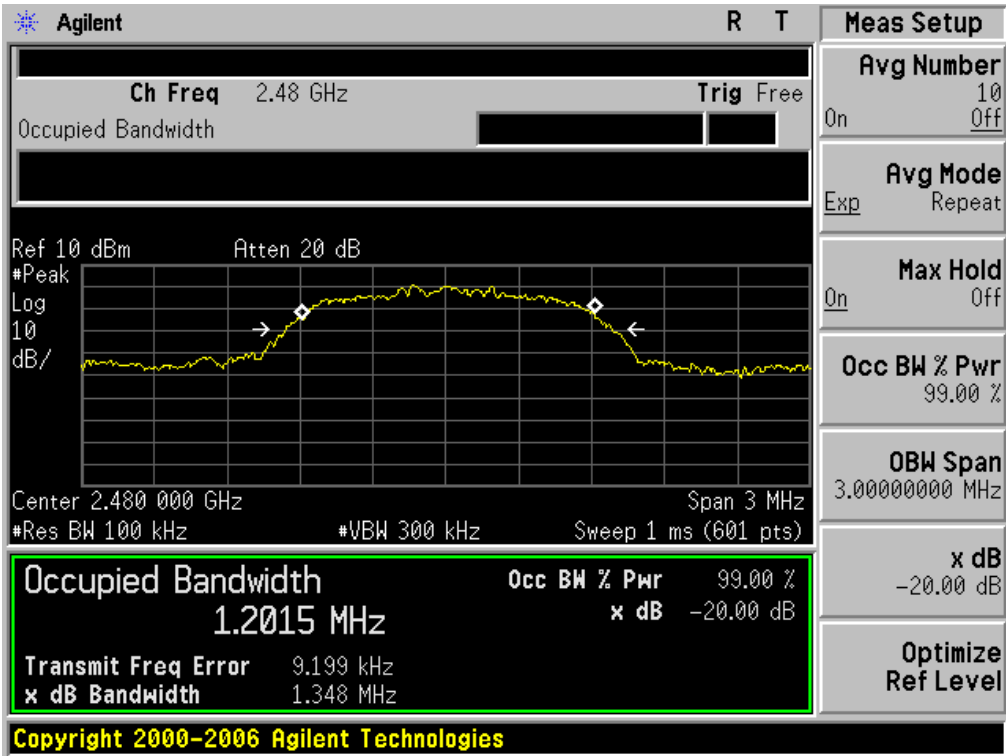 Agilent R T
Ch Freq 2.48 GHz Trig Free
Occupied Bandwidth
Ref 10 dBm Atten 20 dB
#Peak
Log
10
dB/
Center 2.480 000 GHz Span 3 MHz
#Res BW 100 kHz #VBW 300 kHz Sweep 1 ms (601 pts)
Occupied Bandwidth Occ BW % Pwr 99.00 %
1.2015 MHz x dB -20.00 dB
Transmit Freq Error 9.199 kHz
x dB Bandwidth 1.348 MHz
Copyright 2000-2006 Agilent Technologies
Meas Setup
Avg Number
10
On Off
Avg Mode
Exp Repeat
Max Hold
On Off
Occ BW % Pwr
99.00 %
OBW Span
3.00000000 MHz
x dB
-20.00 dB
Optimize
Ref Level